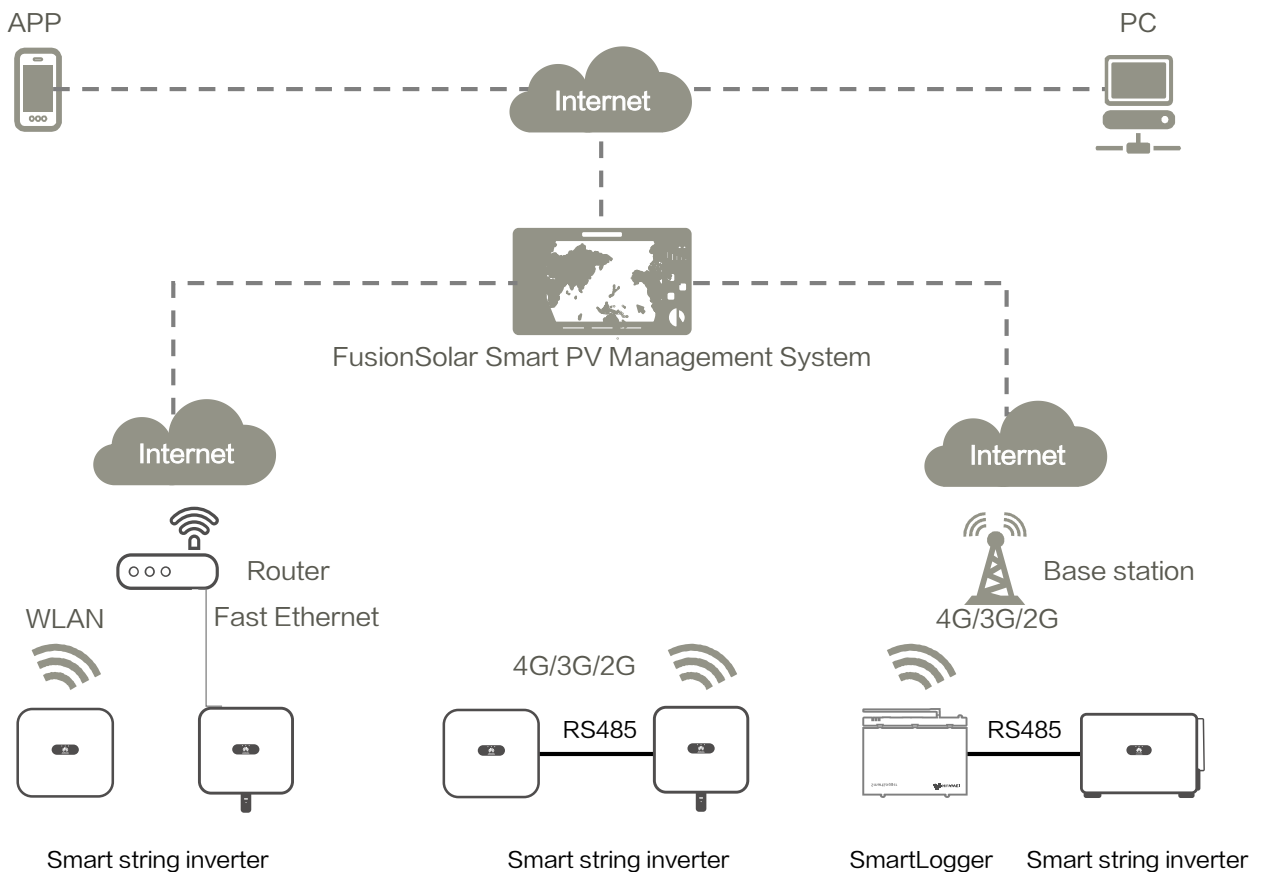 APP
PC
Internet
FusionSolar Smart PV Management System
Internet
Internet
Router
Base station
WLAN
Fast Ethernet
4G/3G/2G
4G/3G/2G
RS485
RS485
Smart string inverter
Smart string inverter
SmartLogger
Smart string inverter